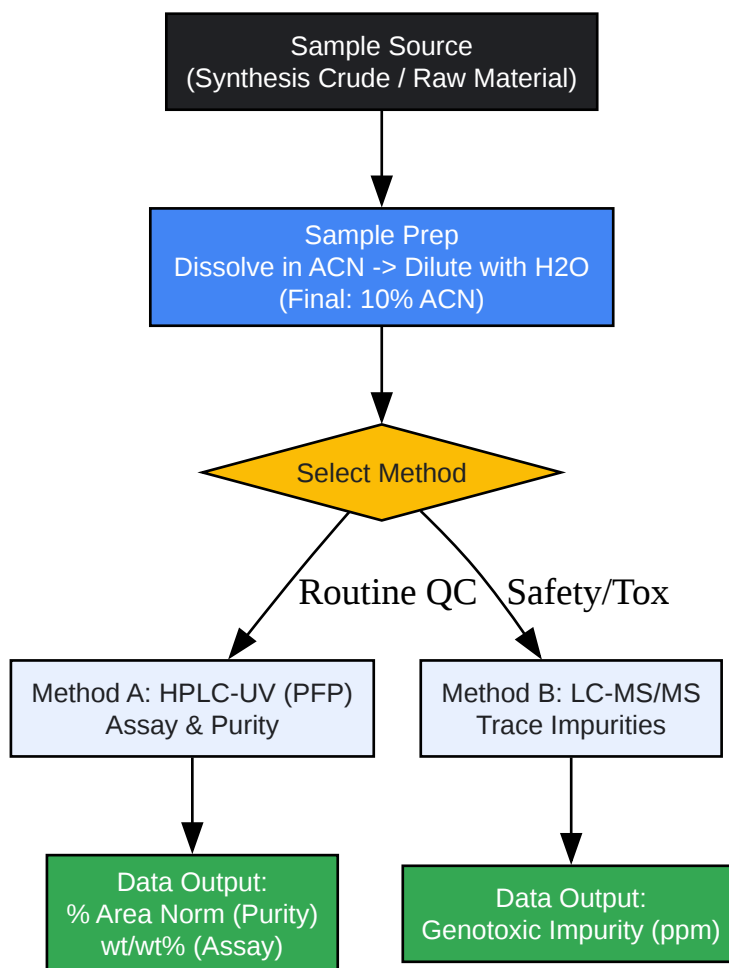 Sample Source
(Synthesis Crude / Raw Material)
Sample Prep
Dissolve in ACN -> Dilute with H2O
(Final: 10% ACN)
Select Method
Routine QC
Safety/Tox
Method A: HPLC-UV (PFP)
Assay & Purity
Method B: LC-MS/MS
Trace Impurities
Data Output:
% Area Norm (Purity)
wt/wt% (Assay)
Data Output:
Genotoxic Impurity (ppm)